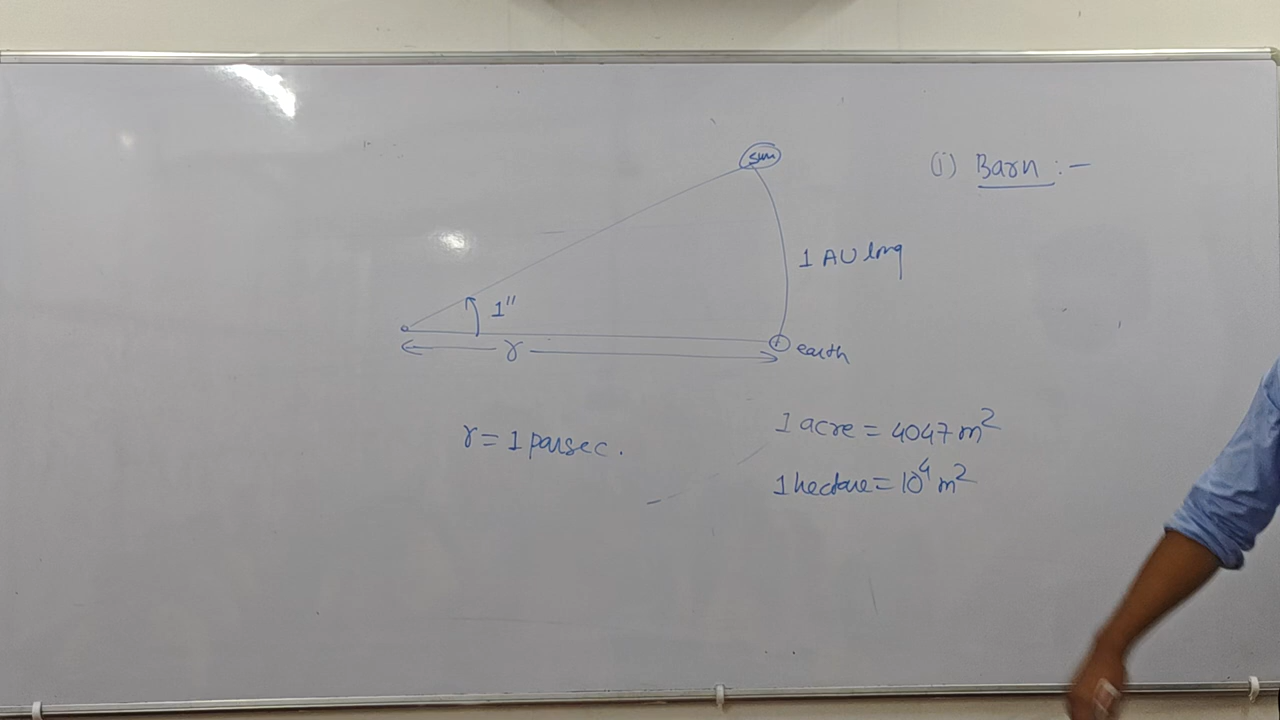 sun
(i) Barn :-
1 AU long
1"
r
earth
r = 1 parsec.
1 acre = 4047 m²
1 hectare = 10⁴ m²